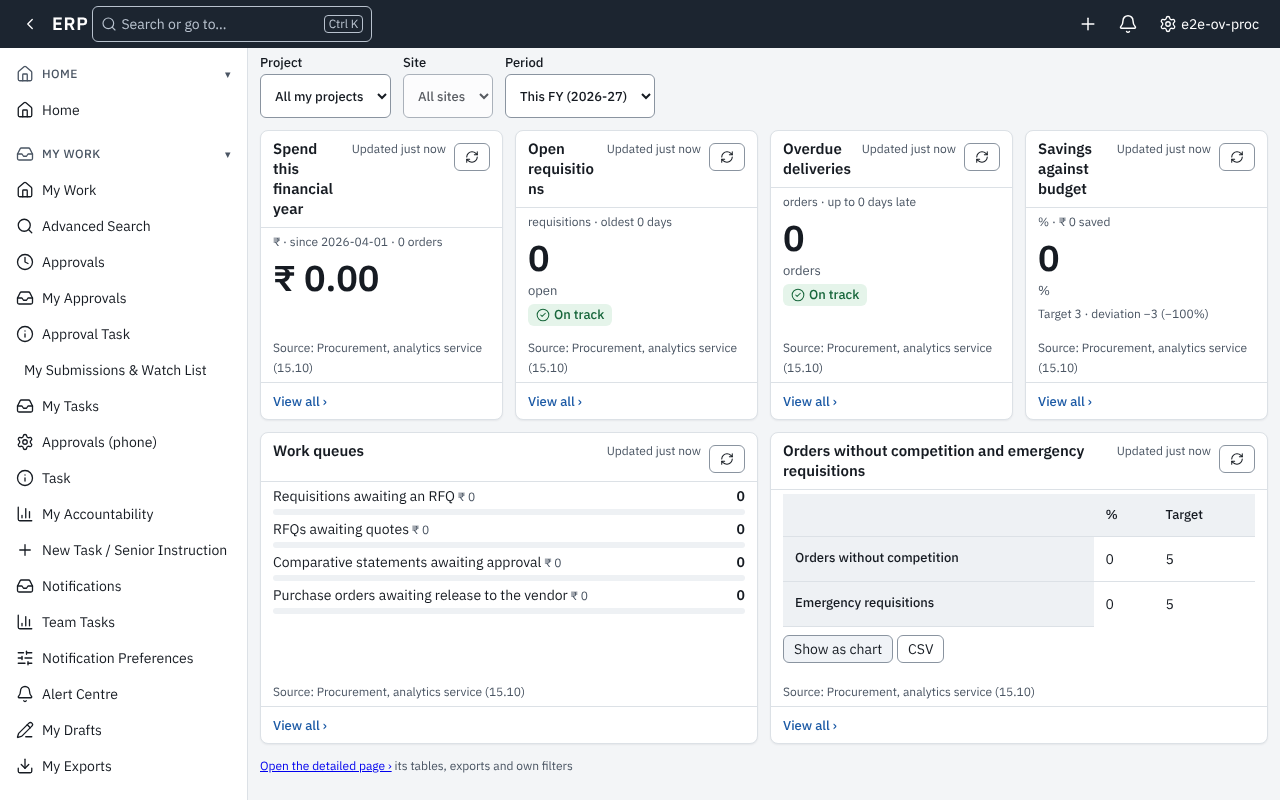 ERP
Search or go to...
Ctrl K
e2e-ov-proc
HOME
Home
MY WORK
My Work
Advanced Search
Approvals
My Approvals
Approval Task
My Submissions & Watch List
My Tasks
Approvals (phone)
Task
My Accountability
New Task / Senior Instruction
Notifications
Team Tasks
Notification Preferences
Alert Centre
My Drafts
My Exports
Project
All my projects
Site
All sites
Period
This FY (2026-27)
Spend
this
financial
year
Updated just now
₹ · since 2026-04-01 · 0 orders
₹ 0.00
Source: Procurement, analytics service
(15.10)
View all ›
Open
requisitio
ns
Updated just now
requisitions · oldest 0 days
0
open
On track
Source: Procurement, analytics service
(15.10)
View all ›
Overdue
deliveries
Updated just now
orders · up to 0 days late
0
orders
On track
Source: Procurement, analytics service
(15.10)
View all ›
Savings
against
budget
Updated just now
% · ₹ 0 saved
0
%
Target 3 · deviation −3 (−100%)
Source: Procurement, analytics service
(15.10)
View all ›
Work queues
Updated just now
Requisitions awaiting an RFQ ₹ 0 0
RFQs awaiting quotes ₹ 0 0
Comparative statements awaiting approval ₹ 0 0
Purchase orders awaiting release to the vendor ₹ 0 0
Source: Procurement, analytics service (15.10)
View all ›
Orders without competition and emergency
requisitions
Updated just now
% Target
Orders without competition 0 5
Emergency requisitions 0 5
Show as chart CSV
Source: Procurement, analytics service (15.10)
View all ›
Open the detailed page › its tables, exports and own filters